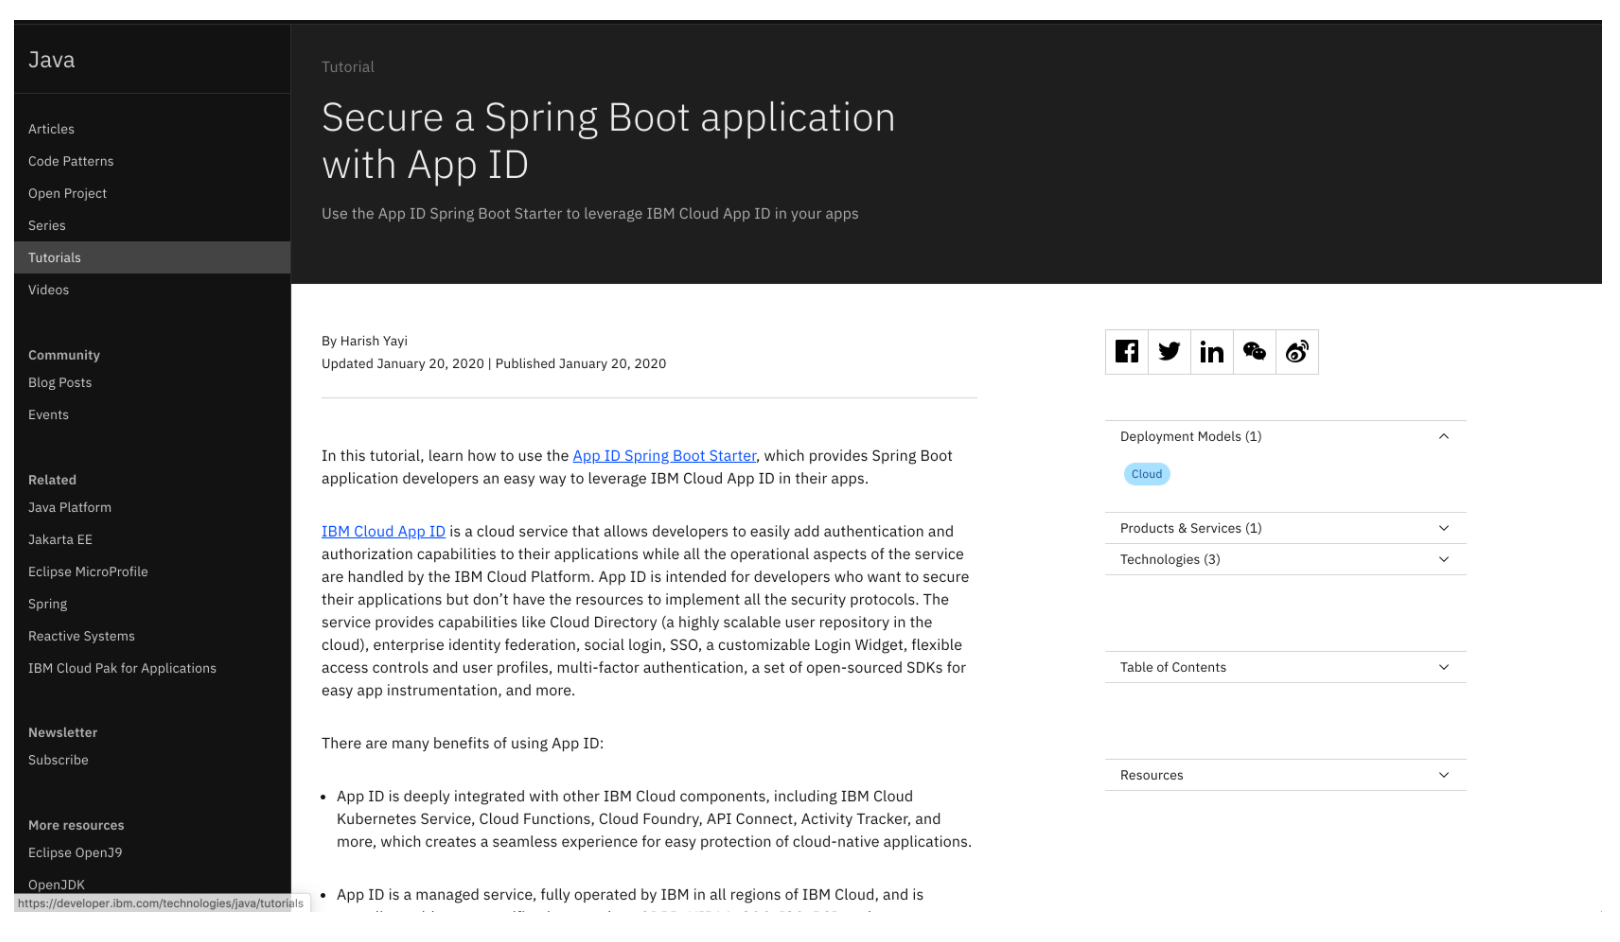 Java
Articles
Code Patterns
Open Project
Series
Tutorials
Videos
Community
Blog Posts
Events
Related
Java Platform
Jakarta EE
Eclipse MicroProfile
Spring
Reactive Systems
IBM Cloud Pak for Applications
Newsletter
Subscribe
More resources
Eclipse OpenJ9
OpenJDK
https://developer.ibm.com/technologies/java/tutorials
Tutorial
Secure a Spring Boot application
with App ID
Use the App ID Spring Boot Starter to leverage IBM Cloud App ID in your apps
By Harish Yayi
Updated January 20, 2020 | Published January 20, 2020
In this tutorial, learn how to use the App ID Spring Boot Starter, which provides Spring Boot
application developers an easy way to leverage IBM Cloud App ID in their apps.
IBM Cloud App ID is a cloud service that allows developers to easily add authentication and
authorization capabilities to their applications while all the operational aspects of the service
are handled by the IBM Cloud Platform. App ID is intended for developers who want to secure
their applications but don't have the resources to implement all the security protocols. The
service provides capabilities like Cloud Directory (a highly scalable user repository in the
cloud), enterprise identity federation, social login, SSO, a customizable Login Widget, flexible
access controls and user profiles, multi-factor authentication, a set of open-sourced SDKs for
easy app instrumentation, and more.
There are many benefits of using App ID:
• App ID is deeply integrated with other IBM Cloud components, including IBM Cloud
Kubernetes Service, Cloud Functions, Cloud Foundry, API Connect, Activity Tracker, and
more, which creates a seamless experience for easy protection of cloud-native applications.
• App ID is a managed service, fully operated by IBM in all regions of IBM Cloud, and is
Deployment Models (1)
Cloud
Products & Services (1)
Technologies (3)
Table of Contents
Resources